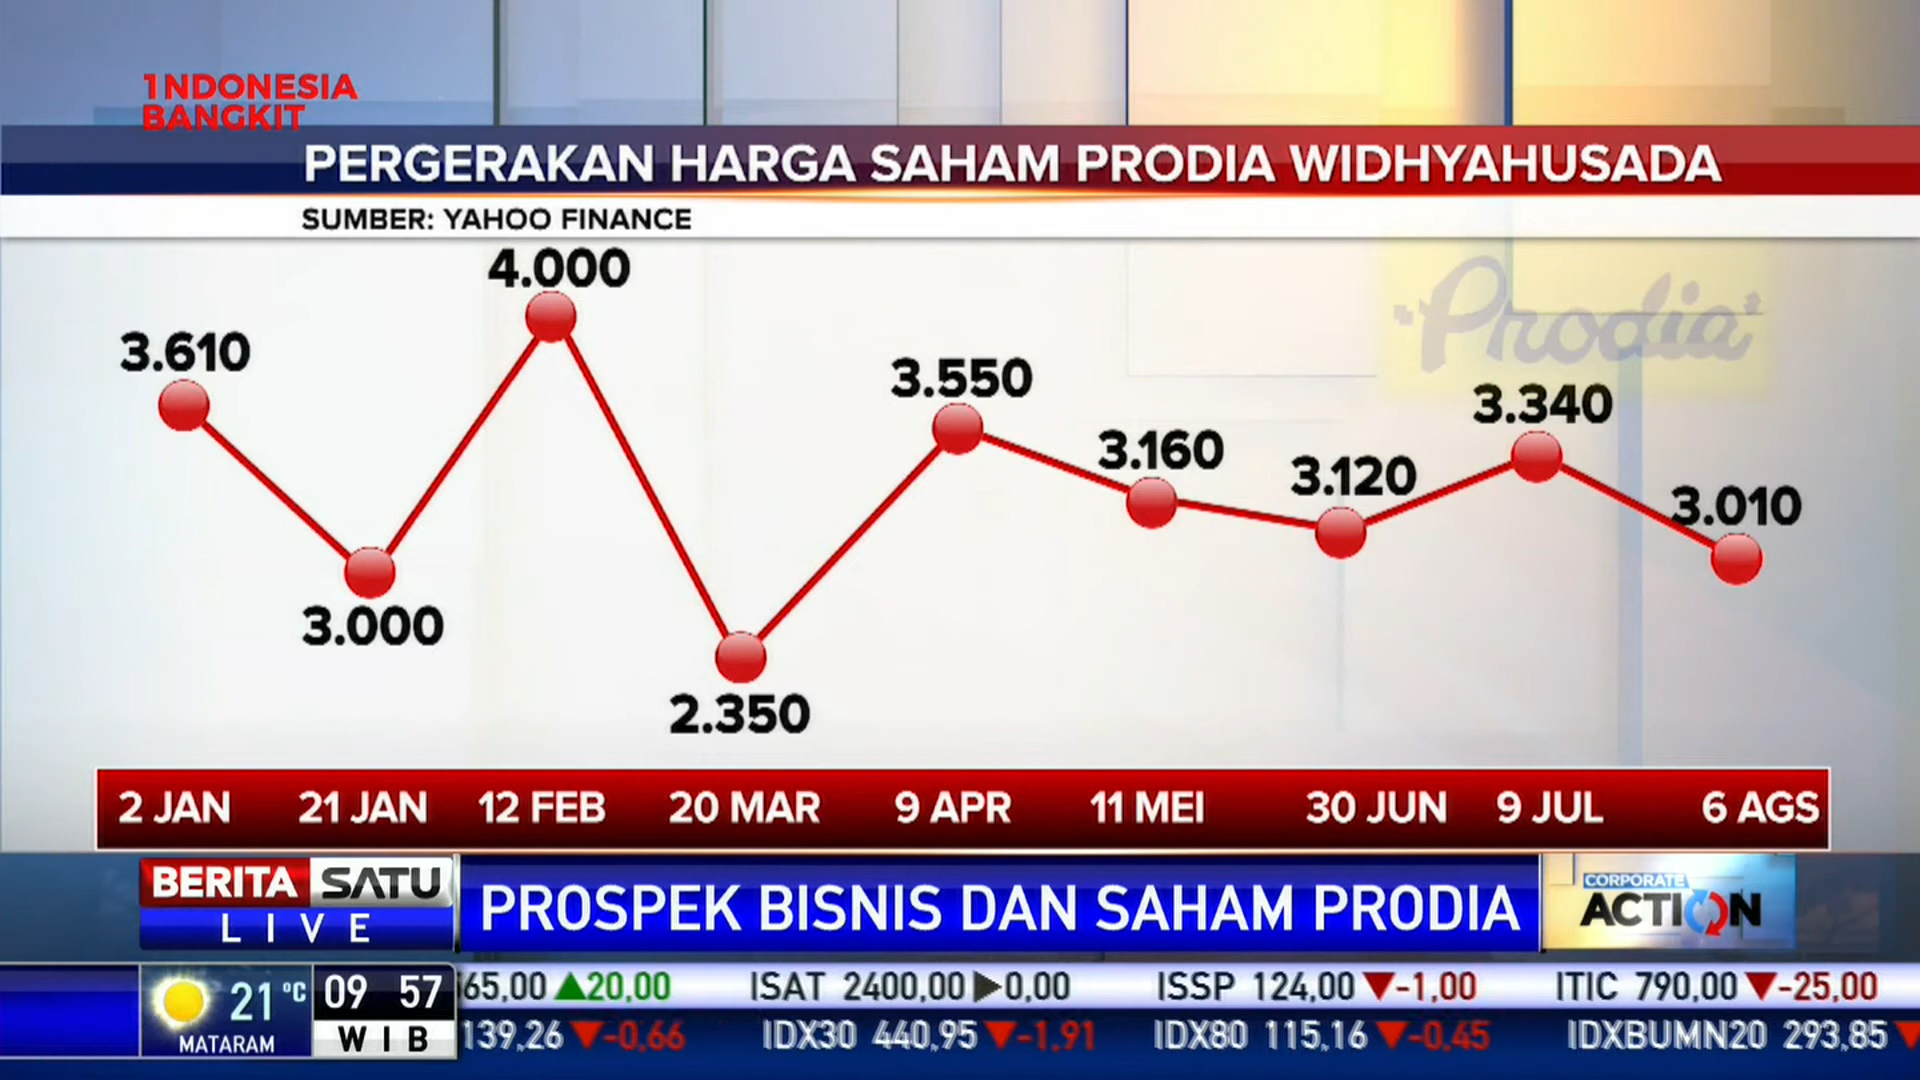 1NDONESIA
BANGKIT
PERGERAKAN HARGA SAHAM PRODIA WIDHYAHUSADA
SUMBER: YAHOO FINANCE
Prodia
3.610
3.000
4.000
2.350
3.550
3.160
3.120
3.340
3.010
2 JAN 21 JAN 12 FEB 20 MAR 9 APR 11 MEI 30 JUN 9 JUL 6 AGS
BERITA SATU
LIVE
PROSPEK BISNIS DAN SAHAM PRODIA
CORPORATE
ACTION
21 °C
MATARAM
09 57
WIB
65,00 ▲20,00 ISAT 2400,00 ▶0,00 ISSP 124,00 ▼-1,00 ITIC 790,00 ▼-25,00
139,26 ▼-0.66 IDX30 440,95 ▼-1.91 IDX80 115,16 ▼-0.45 IDXBUMN20 293,85 ▼